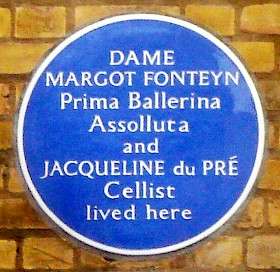 DAME
MARGOT FONTEYN
Prima Ballerina
Assolluta
and
JACQUELINE du PRÉ
Cellist
lived here